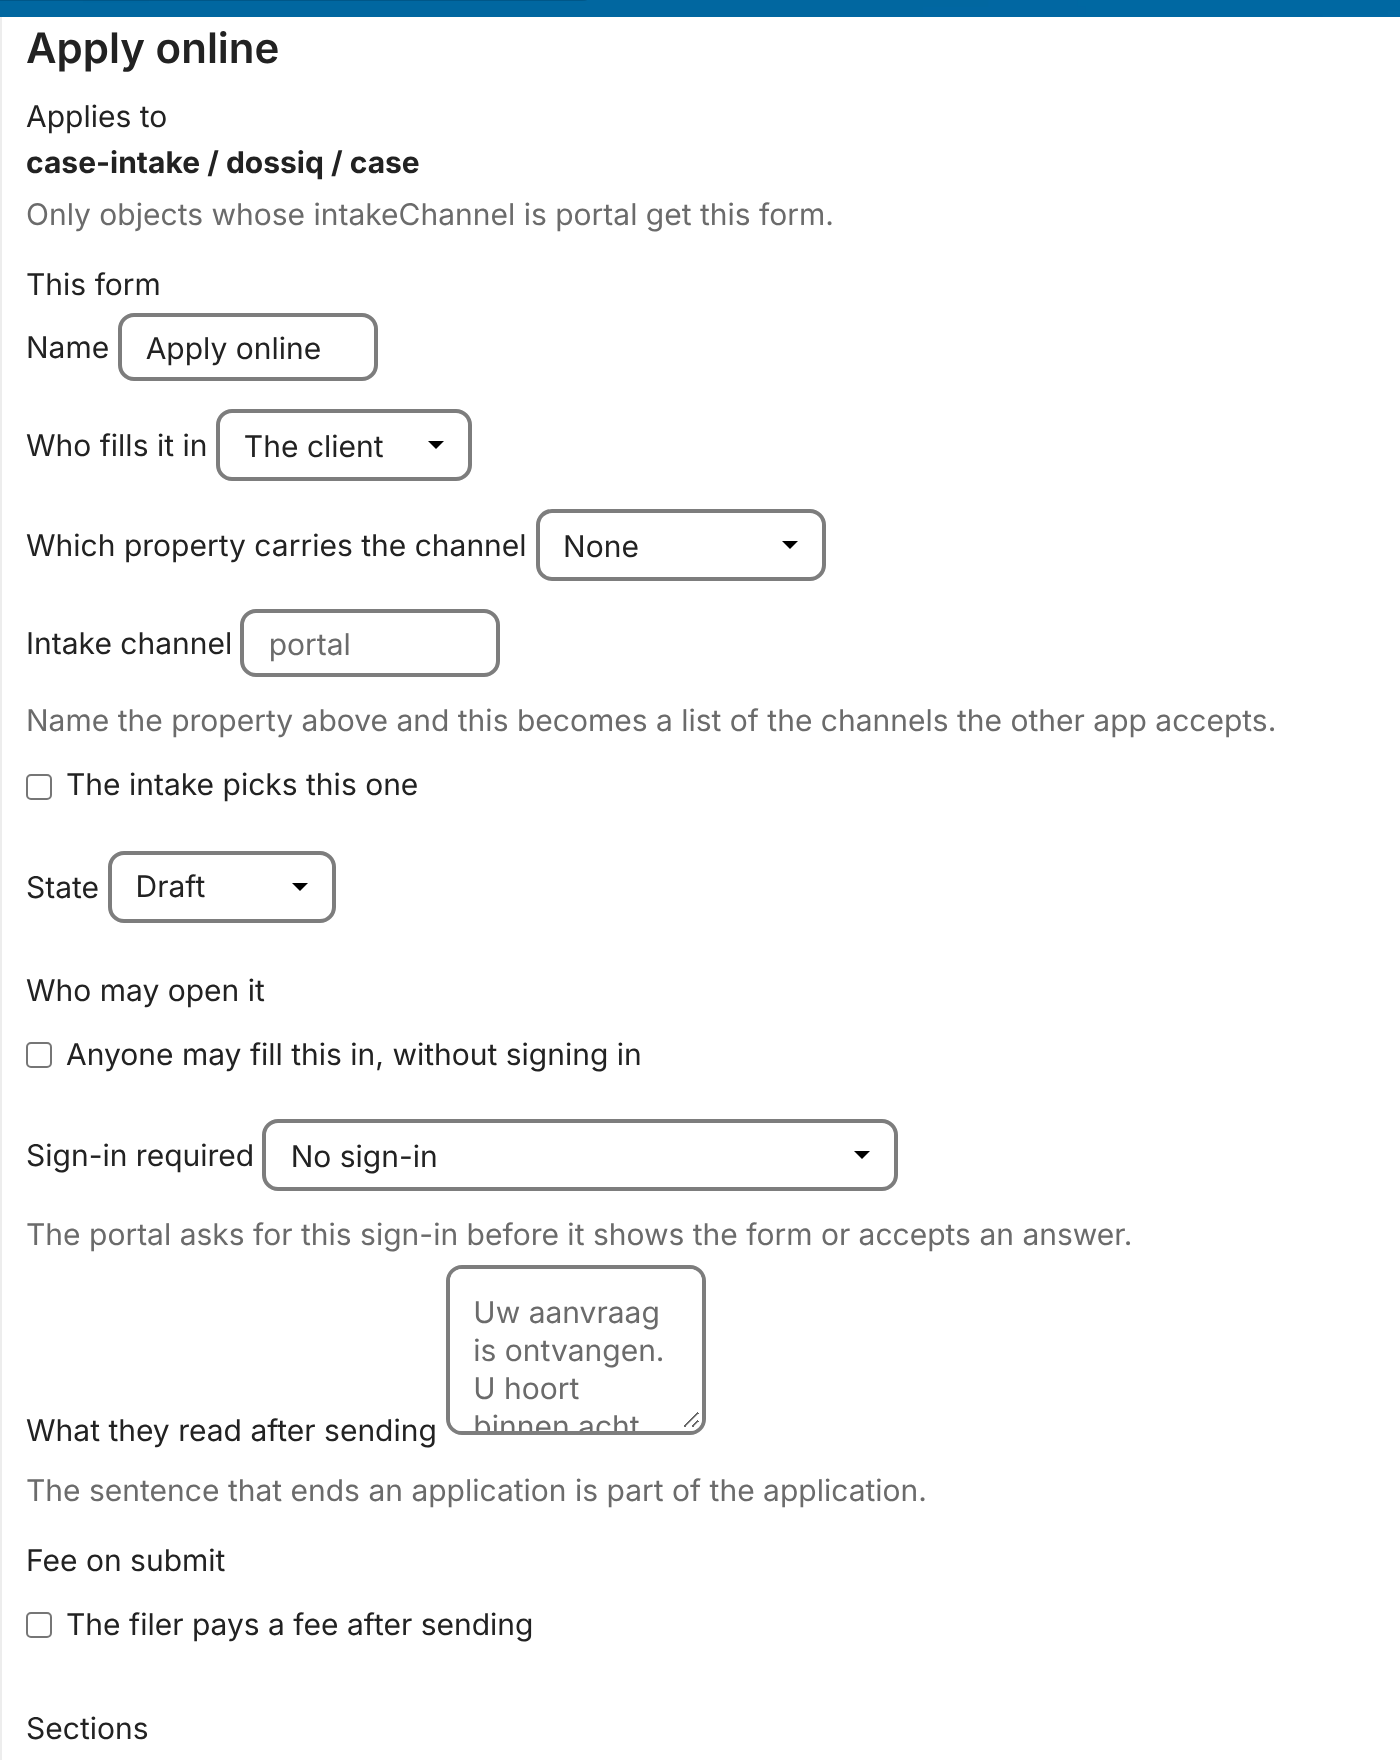 Apply online
Applies to
case-intake / dossiq / case
Only objects whose intakeChannel is portal get this form.
This form
Name Apply online
Who fills it in The client
Which property carries the channel None
Intake channel portal
Name the property above and this becomes a list of the channels the other app accepts.
The intake picks this one
State Draft
Who may open it
Anyone may fill this in, without signing in
Sign-in required No sign-in
The portal asks for this sign-in before it shows the form or accepts an answer.
Uw aanvraag
is ontvangen.
U hoort
binnen acht
What they read after sending
The sentence that ends an application is part of the application.
Fee on submit
The filer pays a fee after sending
Sections